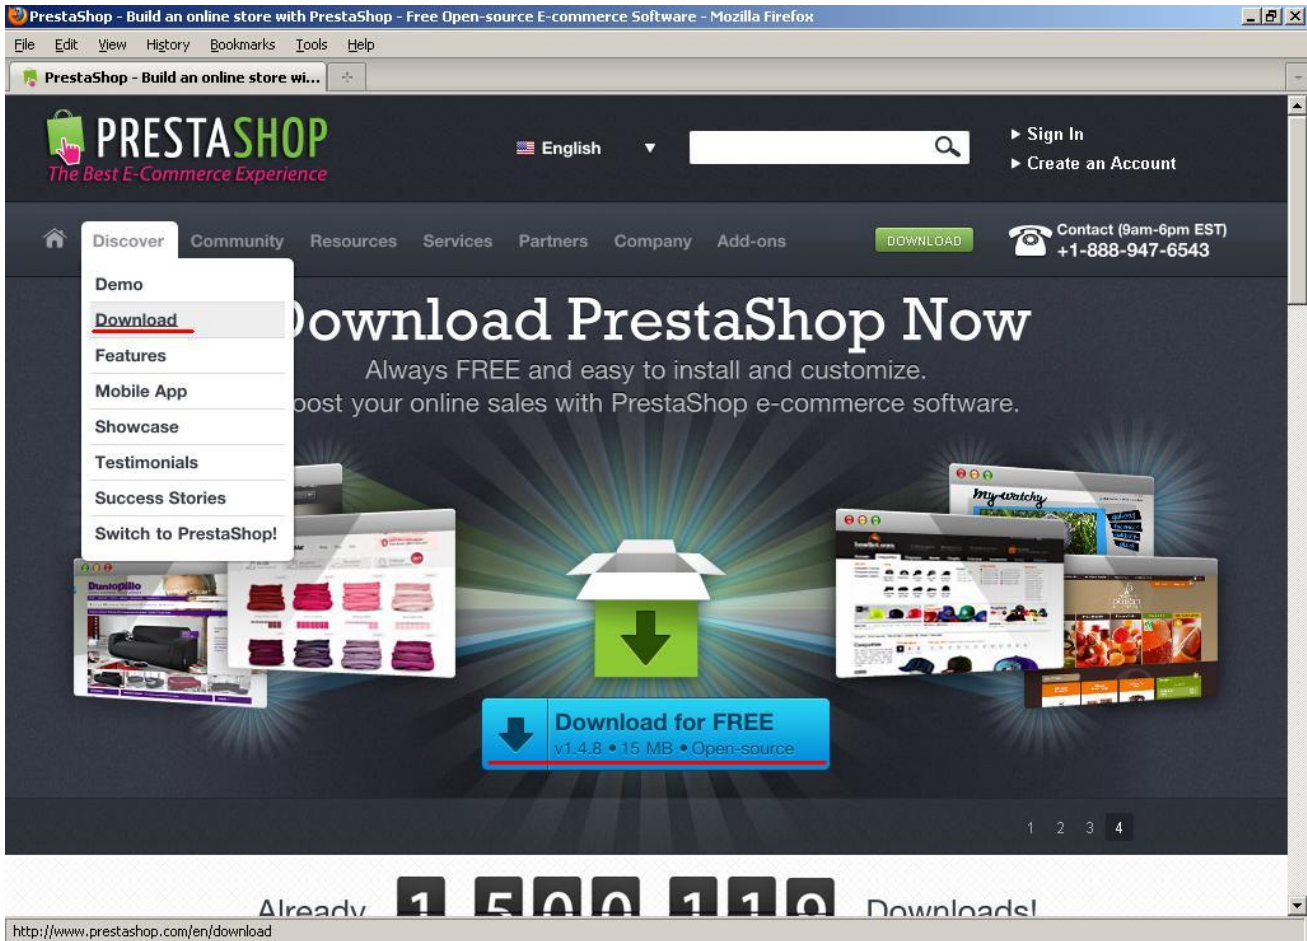 PrestaShop - Build an online store with PrestaShop - Free Open-source E-commerce Software - Mozilla Firefox
File Edit View History Bookmarks Tools Help
PrestaShop - Build an online store wi...
PRESTASHOP
The Best E-Commerce Experience
English
Sign In
Create an Account
Discover Community Resources Services Partners Company Add-ons
DOWNLOAD
Contact (9am-6pm EST)
+1-888-947-6543
Demo
Download
Features
Mobile App
Showcase
Testimonials
Success Stories
Switch to PrestaShop!
Download PrestaShop Now
Always FREE and easy to install and customize.
oost your online sales with PrestaShop e-commerce software.
my-watchy
Dunlopillo
Download for FREE
v1.4.8 • 15 MB • Open-source
1 2 3 4
Already 1 500 119 Downloads!
http://www.prestashop.com/en/download